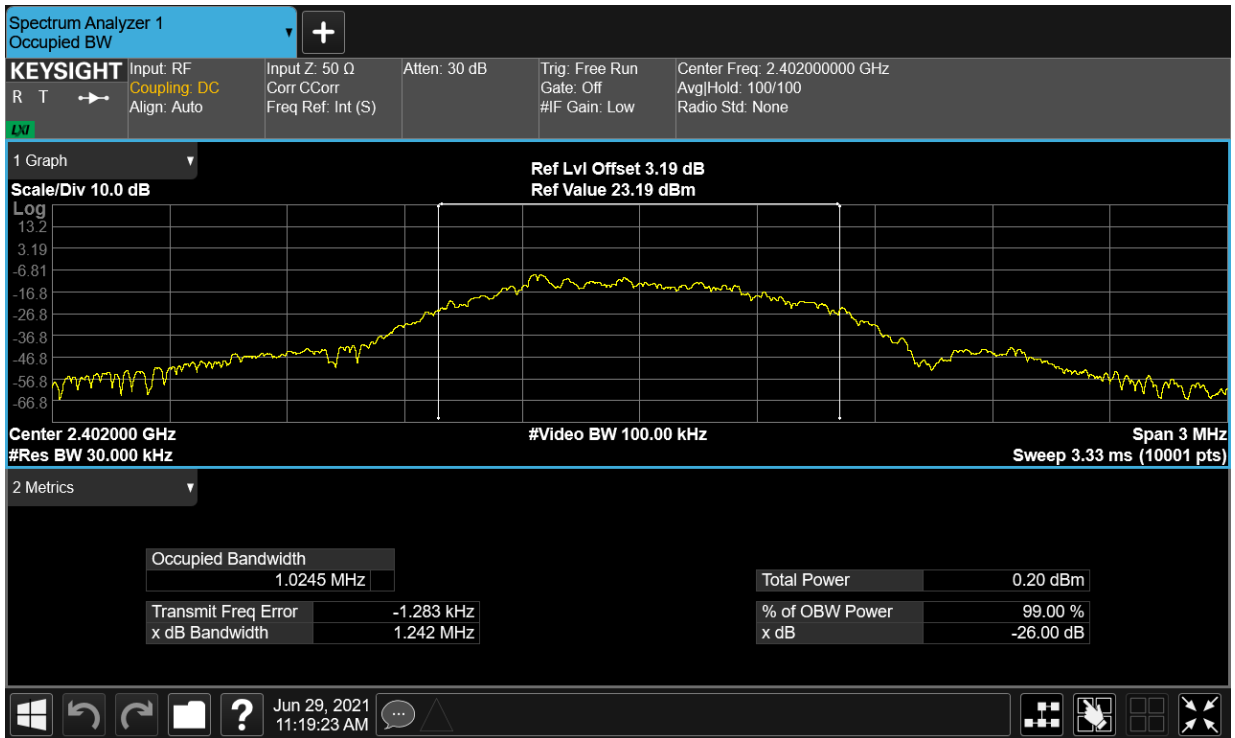 Spectrum Analyzer 1
Occupied BW
KEYSIGHT
R T
LXI
Input: RF
Coupling: DC
Align: Auto
Input Z: 50 Ω
Corr CCorr
Freq Ref: Int (S)
Atten: 30 dB
Trig: Free Run
Gate: Off
#IF Gain: Low
Center Freq: 2.402000000 GHz
Avg|Hold: 100/100
Radio Std: None
1 Graph
Ref Lvl Offset 3.19 dB
Scale/Div 10.0 dB
Ref Value 23.19 dBm
Log
13.2
3.19
-6.81
-16.8
-26.8
-36.8
-46.8
-56.8
-66.8
Center 2.402000 GHz
#Video BW 100.00 kHz
Span 3 MHz
#Res BW 30.000 kHz
Sweep 3.33 ms (10001 pts)
2 Metrics
Occupied Bandwidth
1.0245 MHz
Total Power 0.20 dBm
Transmit Freq Error -1.283 kHz
% of OBW Power 99.00 %
x dB Bandwidth 1.242 MHz
x dB -26.00 dB
?
Jun 29, 2021
11:19:23 AM